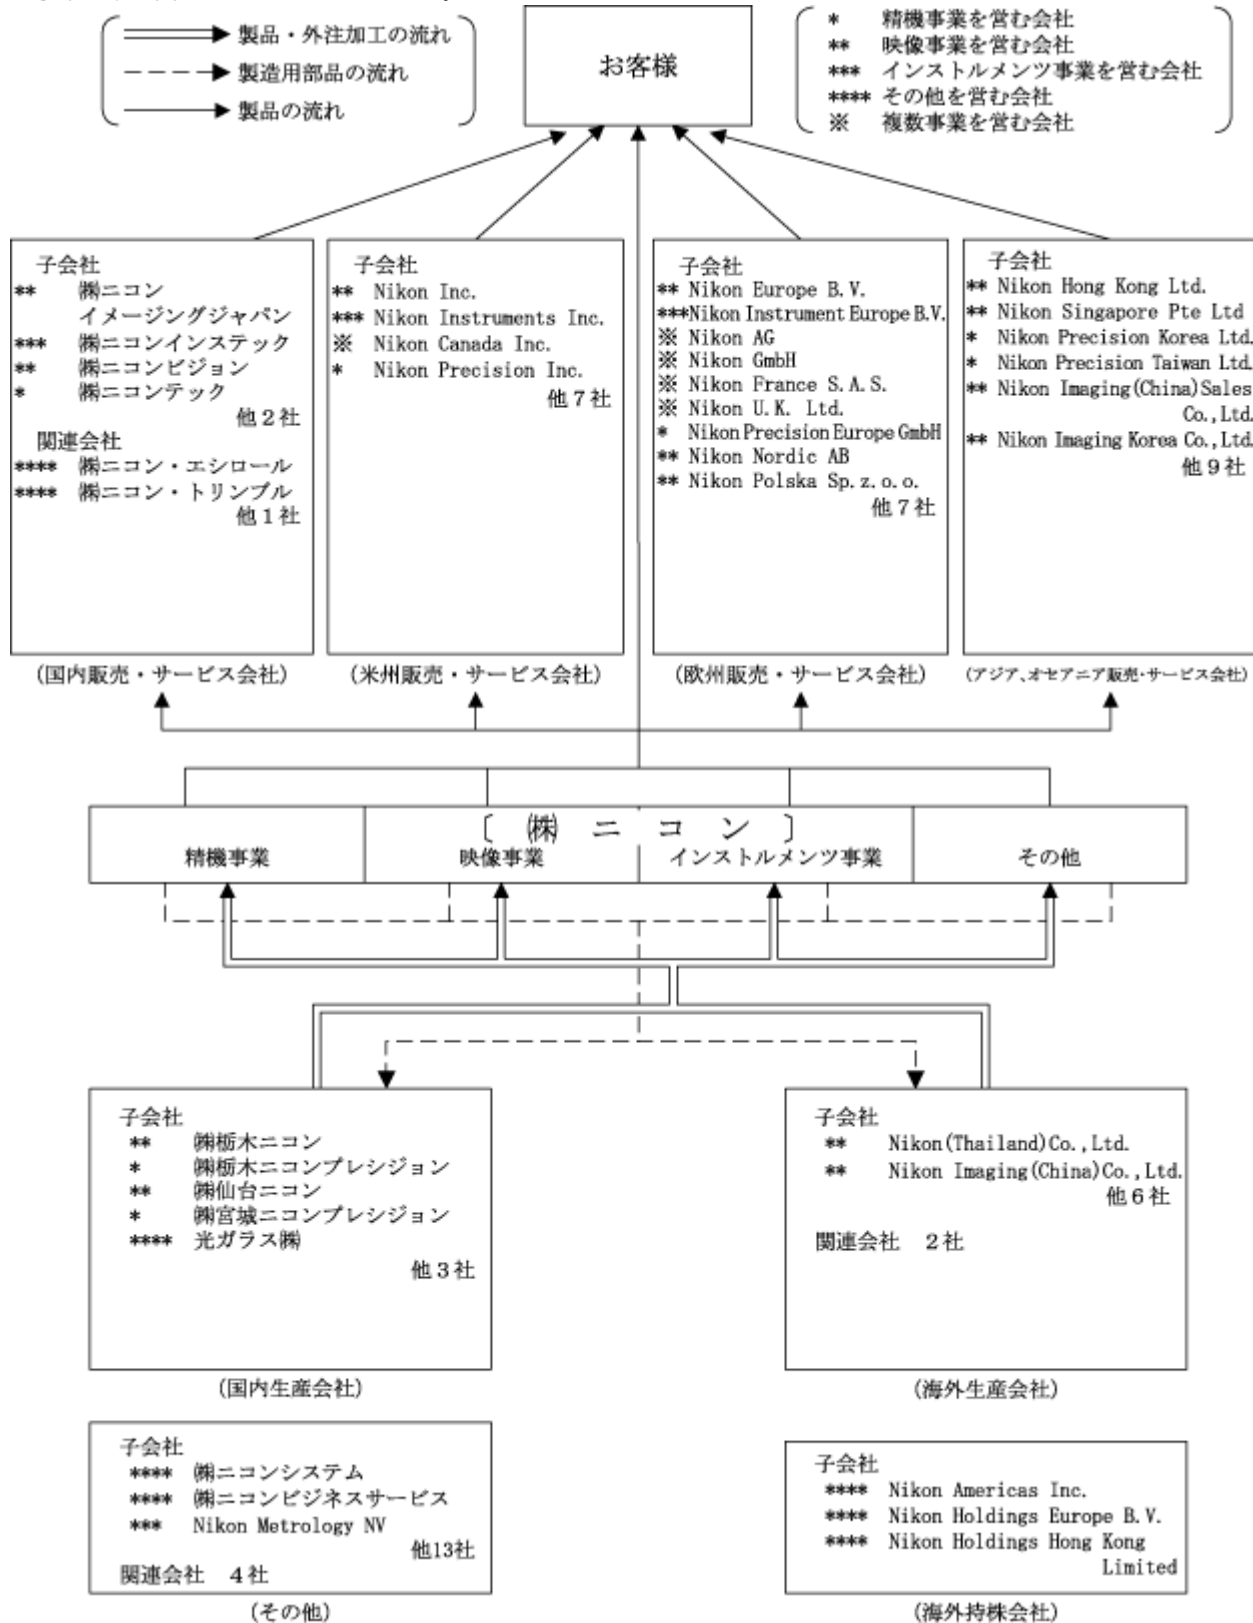 製品・外注加工の流れ
製造用部品の流れ
製品の流れ
お客様
* 精機事業を営む会社
** 映像事業を営む会社
*** インストルメンツ事業を営む会社
**** その他を営む会社
※ 複数事業を営む会社
子会社
** ㈱ニコン
イメージングジャパン
*** ㈱ニコンインステック
** ㈱ニコンビジョン
* ㈱ニコンテック
他2社
関連会社
**** ㈱ニコン・エシロール
**** ㈱ニコン・トリンブル
他1社
(国内販売・サービス会社)
子会社
** Nikon Inc.
*** Nikon Instruments Inc.
※ Nikon Canada Inc.
* Nikon Precision Inc.
他7社
(米州販売・サービス会社)
子会社
** Nikon Europe B.V.
***Nikon Instrument Europe B.V.
※ Nikon AG
※ Nikon GmbH
※ Nikon France S.A.S.
※ Nikon U.K. Ltd.
* Nikon Precision Europe GmbH
** Nikon Nordic AB
** Nikon Polska Sp.z.o.o.
他7社
(欧州販売・サービス会社)
子会社
** Nikon Hong Kong Ltd.
** Nikon Singapore Pte Ltd
* Nikon Precision Korea Ltd.
* Nikon Precision Taiwan Ltd.
** Nikon Imaging(China)Sales
Co.,Ltd.
** Nikon Imaging Korea Co.,Ltd.
他9社
(アジア、オセアニア販売・サービス会社)
〔 ㈱ ニ コ ン 〕
精機事業
映像事業
インストルメンツ事業
その他
子会社
** ㈱栃木ニコン
* ㈱栃木ニコンプレシジョン
** ㈱仙台ニコン
* ㈱宮城ニコンプレシジョン
**** 光ガラス㈱
他3社
(国内生産会社)
子会社
** Nikon(Thailand)Co.,Ltd.
** Nikon Imaging(China)Co.,Ltd.
他6社
関連会社 2社
(海外生産会社)
子会社
**** ㈱ニコンシステム
**** ㈱ニコンビジネスサービス
*** Nikon Metrology NV
他13社
関連会社 4社
(その他)
子会社
**** Nikon Americas Inc.
**** Nikon Holdings Europe B.V.
**** Nikon Holdings Hong Kong
Limited
(海外持株会社)